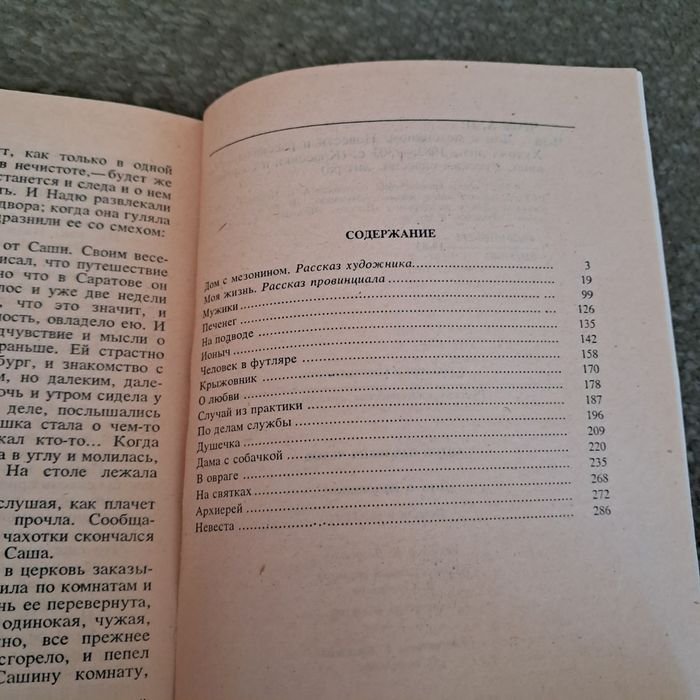 т, как только в одной
в нечистоте,— будет же
станется и следа и о нем
ть. И Надю развлекали
двора; когда она гуляла
дразнили ее со смехом:
от Саши. Своим весе-
исал, что путешествие
но что в Саратове он
лос и уже две недели
, что это значит, и
ность, овладело ею. И
дчувствие и мысли о
раньше. Ей страстно
бург, и знакомство с
м, но далеким, дале-
очь и утром сидела у
деле, послышались
шка стала о чем-то
кал кто-то... Когда
а в углу и молилась,
На столе лежала
слушая, как плачет
прочла. Сообща-
чахотки скончался
Саша.
в церковь заказы-
ила по комнатам и
нь ее перевернута,
одинокая, чужая,
но, все прежнее
сгорело, и пепел
Сашину комнату,
СОДЕРЖАНИЕ
Дом с мезонином. Рассказ художника 3
Моя жизнь. Рассказ провинциала 19
Мужики 99
Печенег 126
На подводе 135
Ионыч 142
Человек в футляре 158
Крыжовник 170
О любви 178
Случай из практики 187
По делам службы 196
Душечка 209
Дама с собачкой 220
В овраге 235
На святках 268
Архиерей 272
Невеста 286